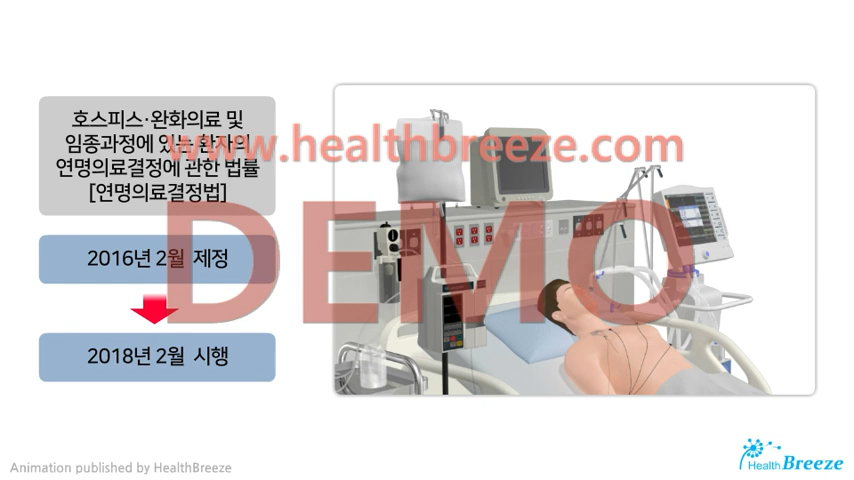 호스피스·완화의료 및
임종과정에 있는 환자의
연명의료결정에 관한 법률
[연명의료결정법]
2016년 2월 제정
2018년 2월 시행
www.healthbreeze.com
DEMO
Animation published by HealthBreeze
Health Breeze